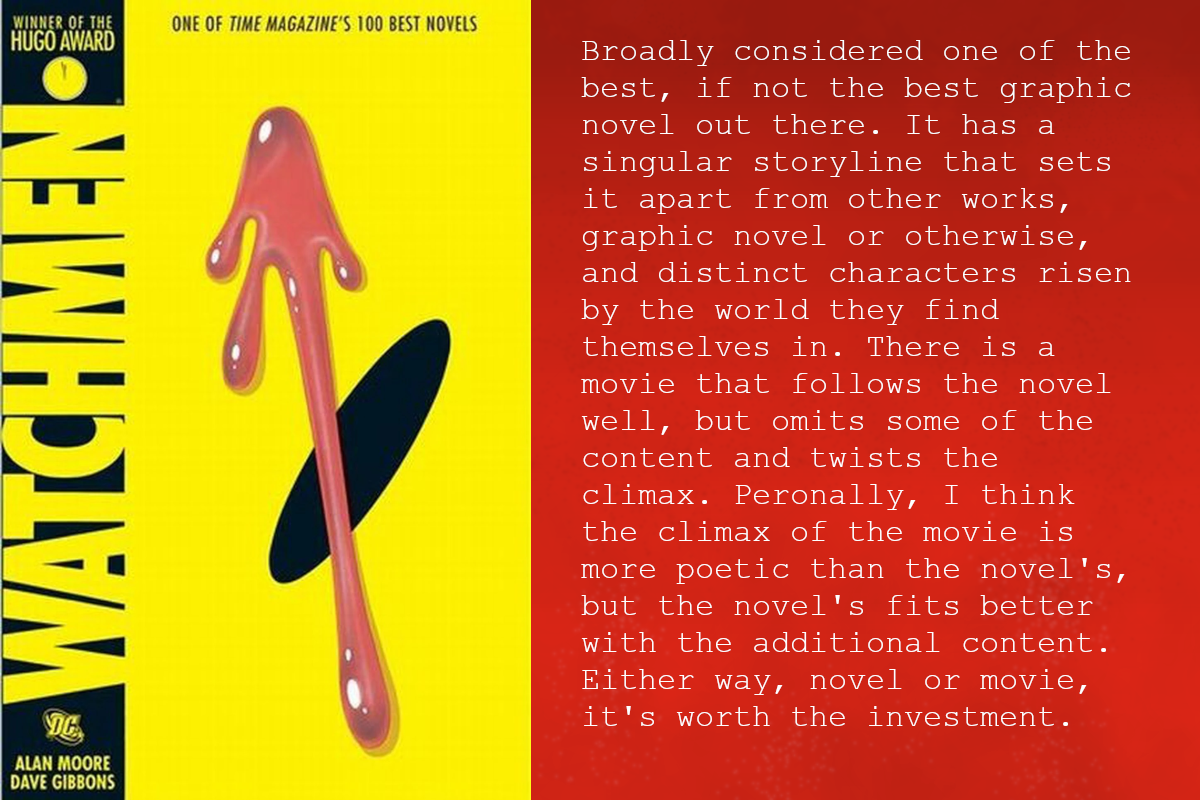 WINNER OF THE
HUGO AWARD
WATCHMEN
DC
ALAN MOORE
DAVE GIBBONS
ONE OF TIME MAGAZINE'S 100 BEST NOVELS
Broadly considered one of the
best, if not the best graphic
novel out there. It has a
singular storyline that sets
it apart from other works,
graphic novel or otherwise,
and distinct characters risen
by the world they find
themselves in. There is a
movie that follows the novel
well, but omits some of the
content and twists the
climax. Peronally, I think
the climax of the movie is
more poetic than the novel's,
but the novel's fits better
with the additional content.
Either way, novel or movie,
it's worth the investment.